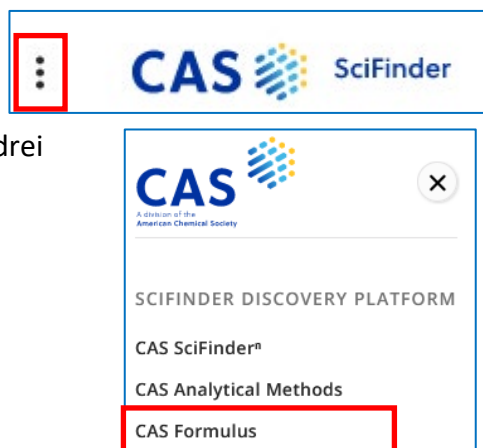 CAS SciFinder
drei
CAS
A division of the
American Chemical Society
SCIFINDER DISCOVERY PLATFORM
CAS SciFinderⁿ
CAS Analytical Methods
CAS Formulus